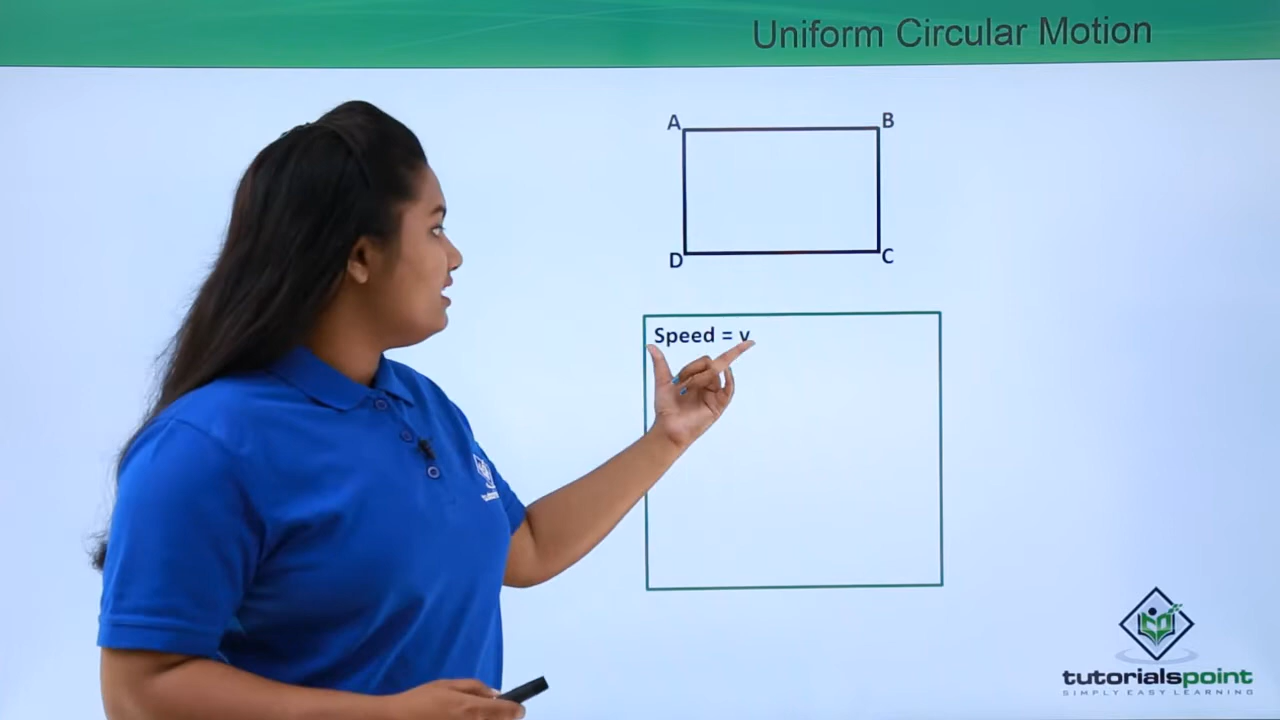 Uniform Circular Motion
A
B
D
C
Speed = v
tutorialspoint
SIMPLY EASY LEARNING